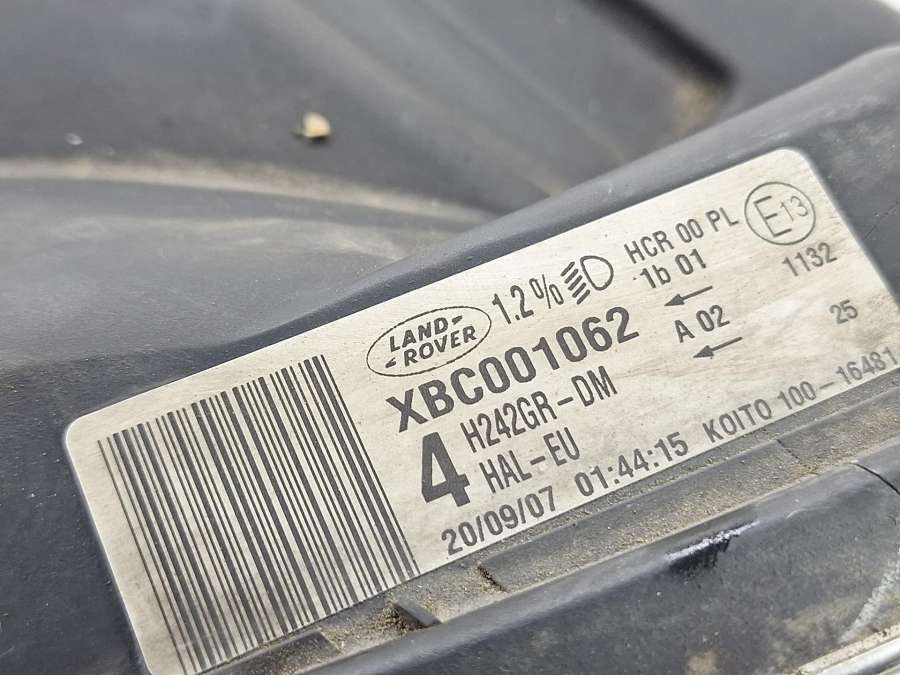 LAND-
ROVER
1.2%
HCR 00 PL
1b 01
E13
1132
XBC001062
A 02
25
4
H242GR-DM
HAL-EU
20/09/07 01:44:15 KOITO 100-16481